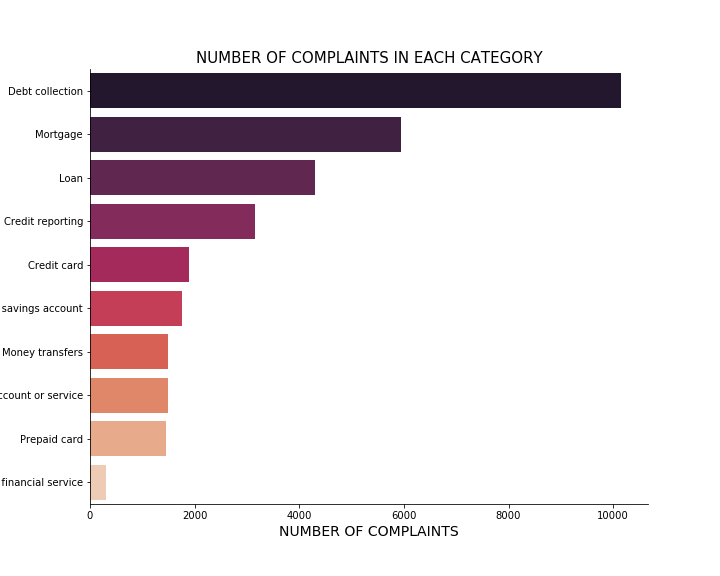 NUMBER OF COMPLAINTS IN EACH CATEGORY
Debt collection
Mortgage
Loan
Credit reporting
Credit card
savings account
Money transfers
ccount or service
Prepaid card
financial service
0 2000 4000 6000 8000 10000
NUMBER OF COMPLAINTS